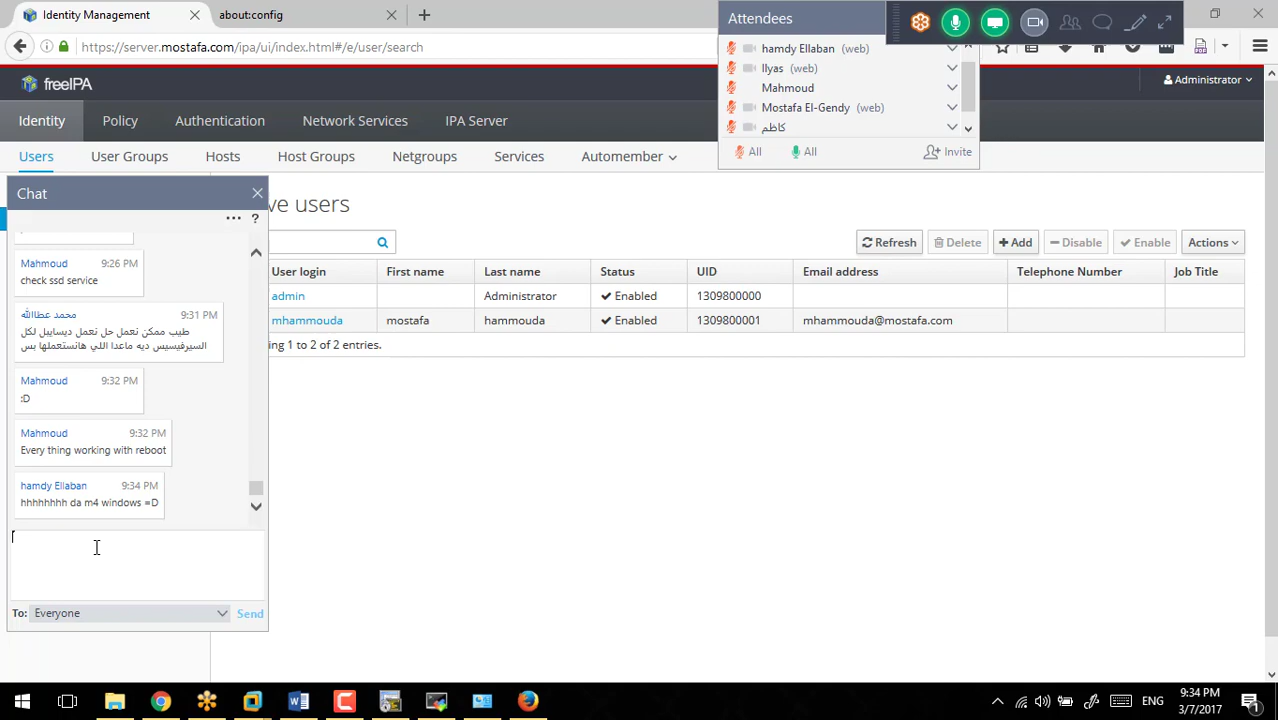 Identity Management
about:config
https://server.mostafa.com/ipa/ui/index.html#/e/user/search
Attendees
hamdy Ellaban (web)
Ilyas (web)
Mahmoud
Mostafa El-Gendy (web)
كاظم
All
All
Invite
freeIPA
Administrator
Identity
Policy
Authentication
Network Services
IPA Server
Users
User Groups
Hosts
Host Groups
Netgroups
Services
Automember
ve users
Refresh
Delete
Add
Disable
Enable
Actions
User login First name Last name Status UID Email address Telephone Number Job Title
admin Administrator Enabled 1309800000
mhammouda mostafa hammouda Enabled 1309800001 mhammouda@mostafa.com
ing 1 to 2 of 2 entries.
Chat
?
Mahmoud 9:26 PM
check ssd service
محمد عطاالله 9:31 PM
طيب ممكن نعمل حل نعمل ديسايبل لكل
السيرفيسيس ديه ماعدا اللي هانستعملها بس
Mahmoud 9:32 PM
:D
Mahmoud 9:32 PM
Every thing working with reboot
hamdy Ellaban 9:34 PM
hhhhhhhh da m4 windows =D
To: Everyone
Send
ENG
9:34 PM
3/7/2017
1